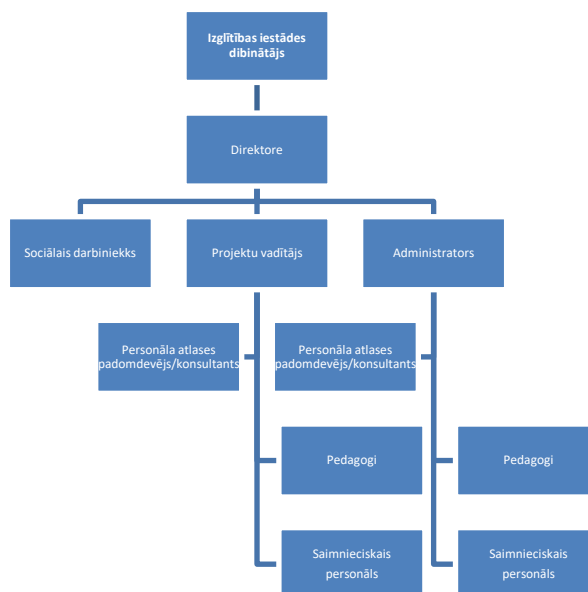 Izglītības iestādes
dibinātājs
Direktore
Sociālais darbiniekks
Projektu vadītājs
Administrators
Personāla atlases
padomdevējs/konsultants
Personāla atlases
padomdevējs/konsultants
Pedagogi
Pedagogi
Saimnieciskais
personāls
Saimnieciskais
personāls